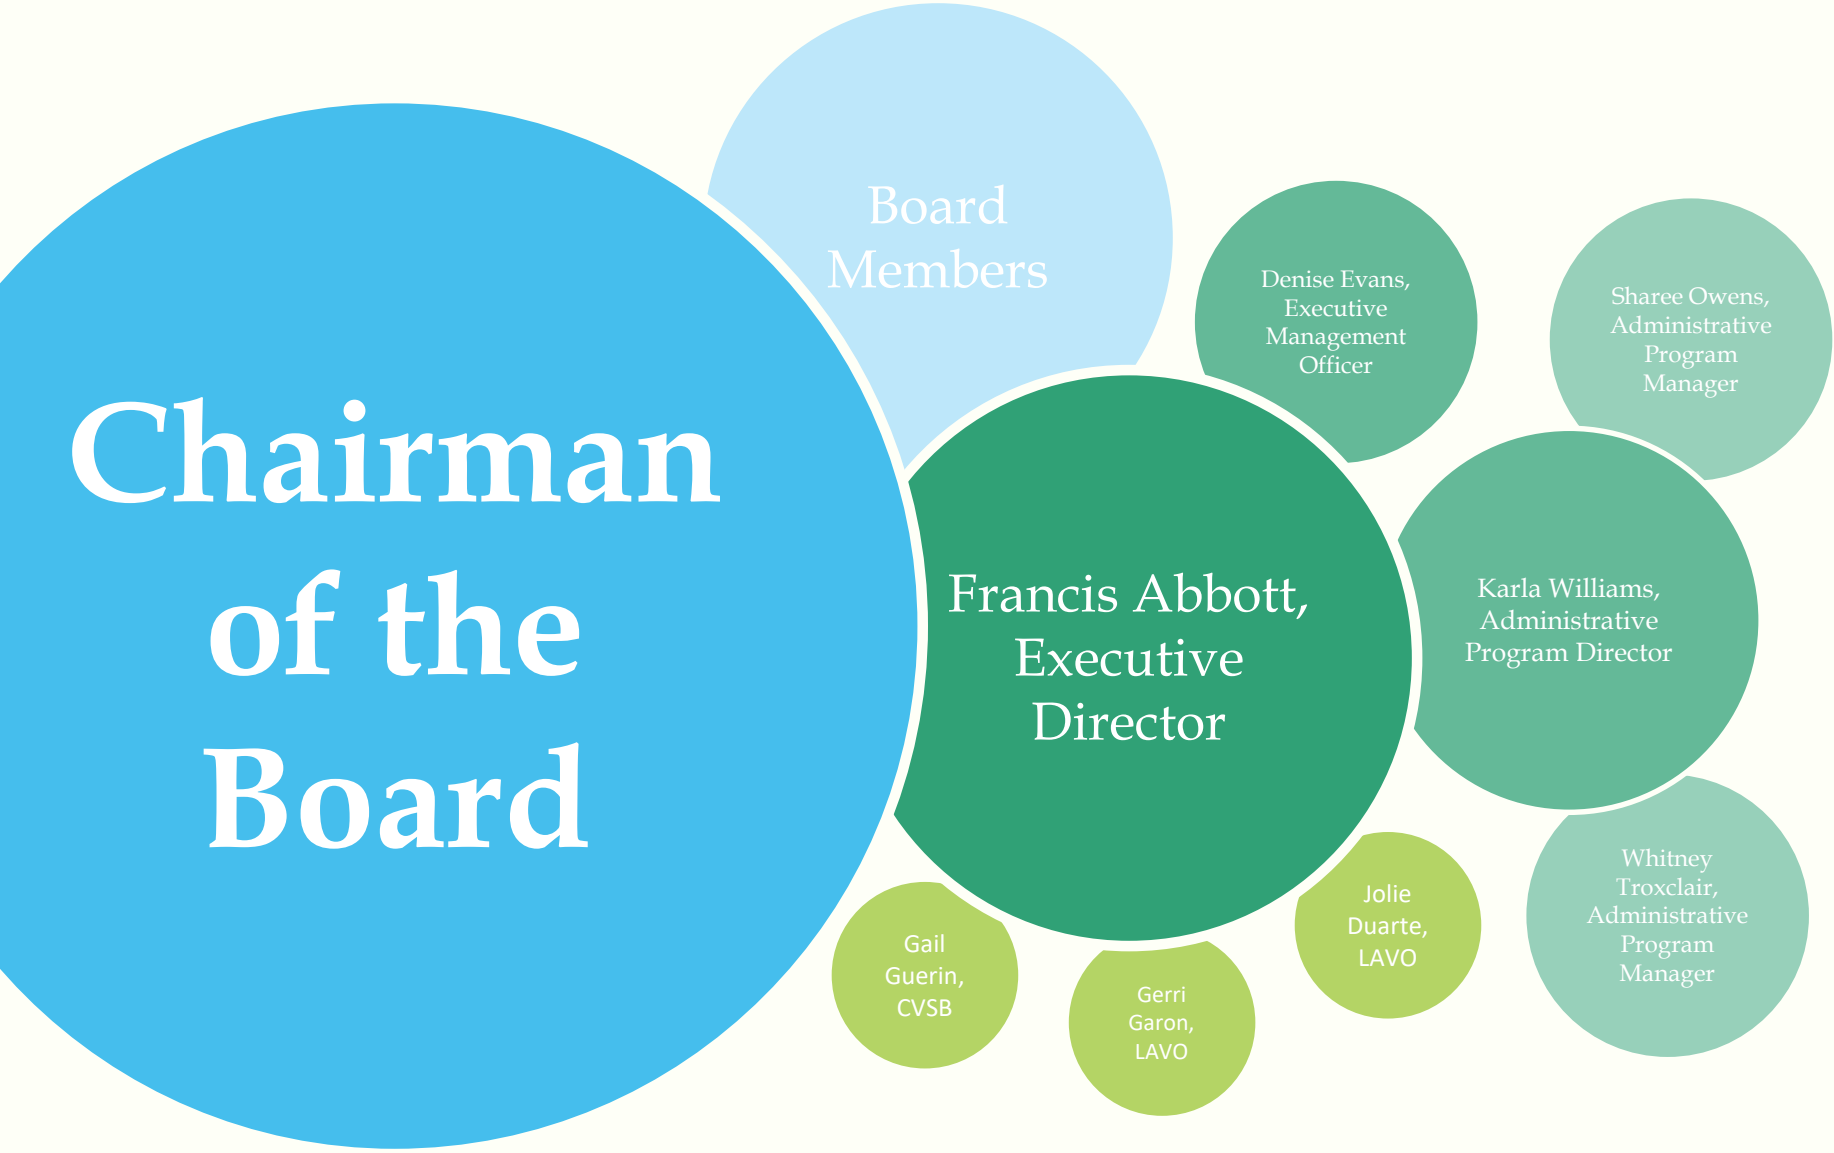 Chairman
of the
Board
Board
Members
Francis Abbott,
Executive
Director
Denise Evans,
Executive
Management
Officer
Sharee Owens,
Administrative
Program
Manager
Karla Williams,
Administrative
Program Director
Whitney
Troxclair,
Administrative
Program
Manager
Jolie
Duarte,
LAVO
Gerri
Garon,
LAVO
Gail
Guerin,
CVSB